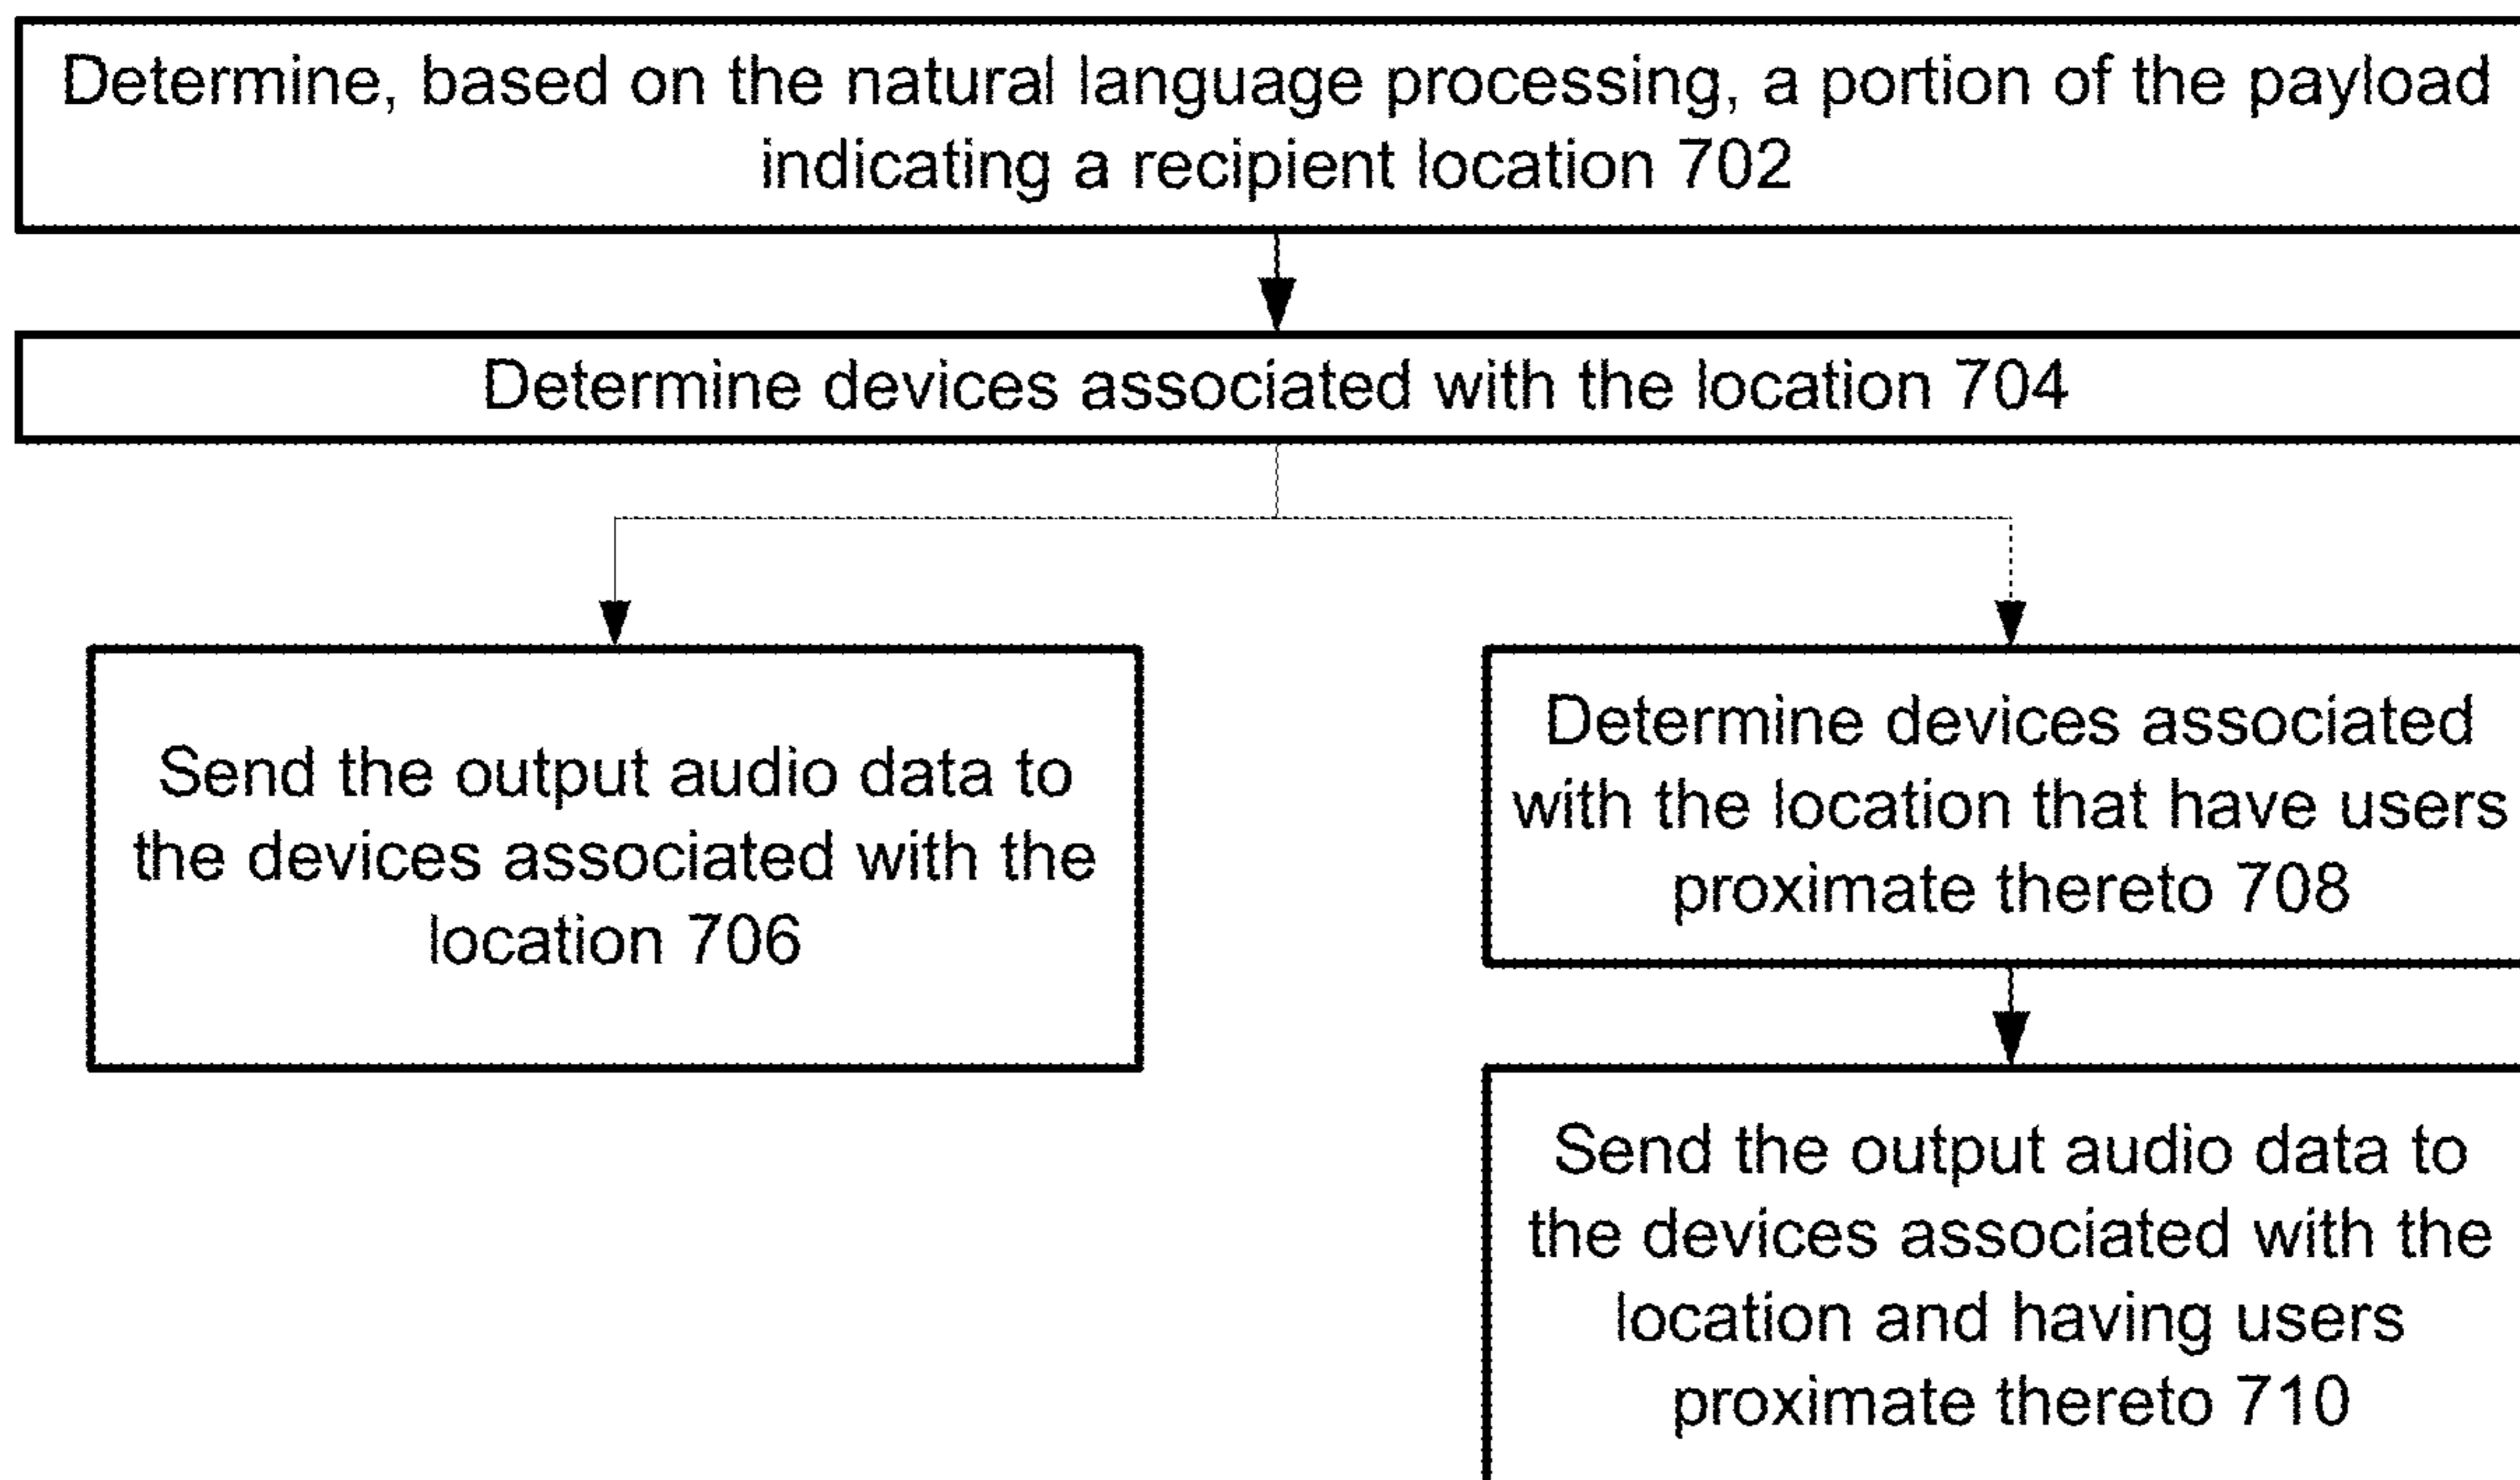 Determine, based on the natural language processing, a portion of the payload
indicating a recipient location 702
Determine devices associated with the location 704
Send the output audio data to
the devices associated with the
location 706
Determine devices associated
with the location that have users
proximate thereto 708
Send the output audio data to
the devices associated with the
location and having users
proximate thereto 710